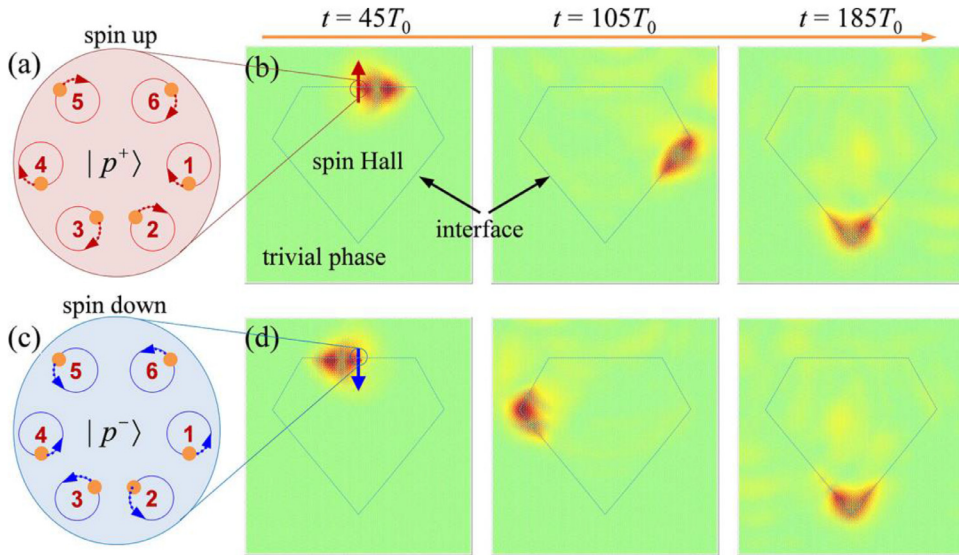 t = 45T₀ t = 105T₀ t = 185T₀
spin up
(a) (b)
5 6
4 | p⁺⟩ 1
3 2
spin Hall
interface
trivial phase
spin down
(c) (d)
5 6
4 | p⁻⟩ 1
3 2